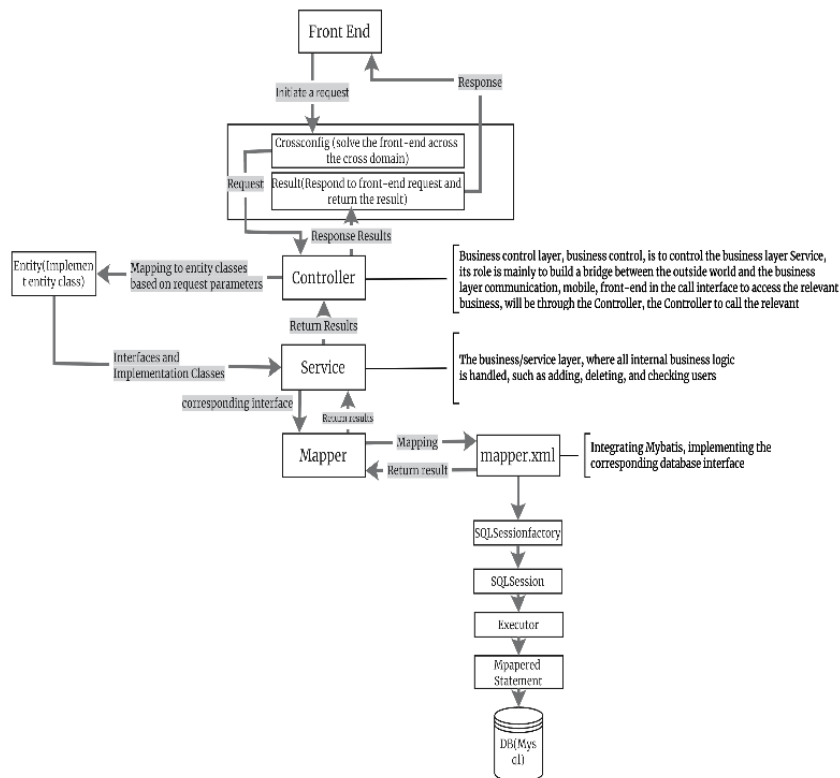 Front End
Response
Initiate a request
Crossconfig (solve the front-end across
the cross domain)
Request
Result(Respond to front-end request and
return the result)
Response Results
Business control layer, business control, is to control the business layer Service,
its role is mainly to build a bridge between the outside world and the business
layer communication, mobile, front-end in the call interface to access the relevant
business, will be through the Controller, the Controller to call the relevant
Entity(Implemen
t entity class)
Mapping to entity classes
based on request parameters
Controller
Return Results
Interfaces and
Implementation Classes
Service
The business/service layer, where all internal business logic
is handled, such as adding, deleting, and checking users
corresponding interface
Return results
Mapper
Mapping
Return result
mapper.xml
Integrating Mybatis, implementing the
corresponding database interface
SQLSessionfactory
SQLSession
Executor
Mpapered
Statement
DB(Mys
ql)